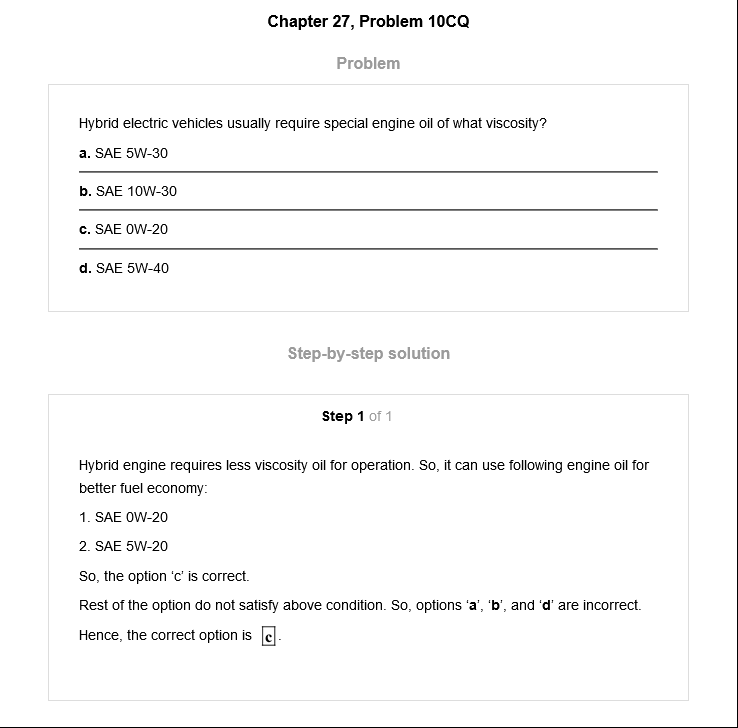 Chapter 27, Problem 10CQ
Problem
Hybrid electric vehicles usually require special engine oil of what viscosity?
a. SAE 5W-30
b. SAE 10W-30
c. SAE 0W-20
d. SAE 5W-40
Step-by-step solution
Step 1 of 1
Hybrid engine requires less viscosity oil for operation. So, it can use following engine oil for
better fuel economy:
1. SAE 0W-20
2. SAE 5W-20
So, the option ‘c’ is correct.
Rest of the option do not satisfy above condition. So, options ‘a’, ‘b’, and ‘d’ are incorrect.
Hence, the correct option is c.